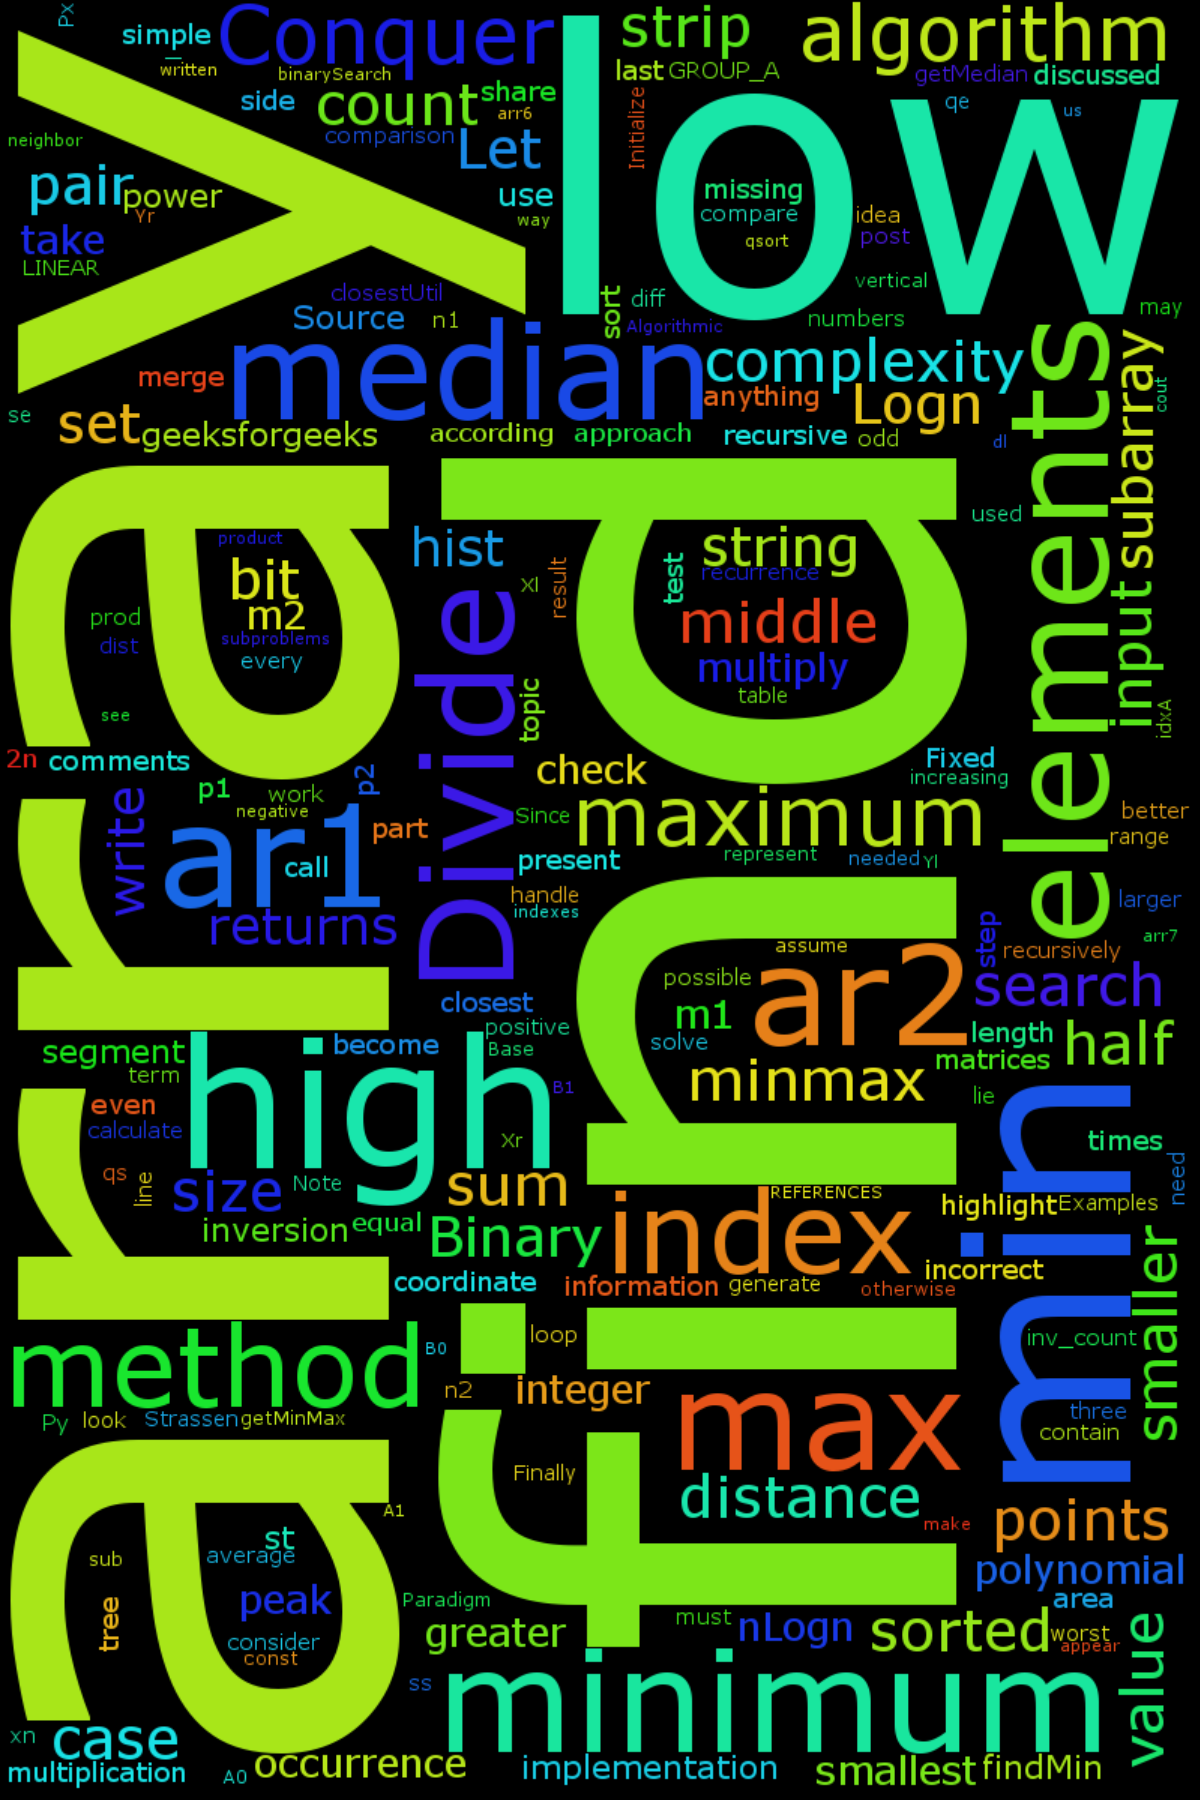 Px
simple
Conquer
low
strip
algorithm
written
binarySearch
last
GROUP_A
getMedian
discussed
side
count
share
arr6
Initialize
qe
us
comparison
neighbor
Let
pair
power
Yr
use
way
missing
compare
qsort
idea
post
take
LINEAR
array
closestUtil
sort
diff
vertical
Source
n1
Algorithmic
numbers
may
median
complexity
elements
subarray
cout
merge
anything
Logn
se
set
geeksforgeeks
according
approach
recursive
odd
dl
find
used
product
hist
Xl
result
test
string
recurrence
bit
m2
prod
dist
subproblems
every
middle
multiply
table
input
idxA
see
Divide
topic
2n
comments
p1
p2
work
negative
check
Fixed
increasing
write
ar1
call
part
Since
maximum
better
range
present
represent
needed
Yl
handle
indexes
larger
returns
assume
step
recursively
arr7
closest
possible
ar2
search
positive
m1
solve
length
half
segment
high
become
Base
matrices
term
B1
minmax
lie
min
even
calculate
Xr
times
need
qs
line
size
Note
sum
REFERENCES
highlight
Examples
inversion
equal
Binary
index
incorrect
smaller
coordinate
information
generate
otherwise
method
B0
loop
inv_count
n2
integer
max
three
contain
Py
look
Strassen
getMinMax
Finally
distance
A1
make
points
st
sub
average
polynomial
tree
peak
Paradigm
area
consider
const
greater
must
nLogn
sorted
worst
appear
value
ss
minimum
xn
case
multiplication
A0
occurrence
implementation
smallest
findMin